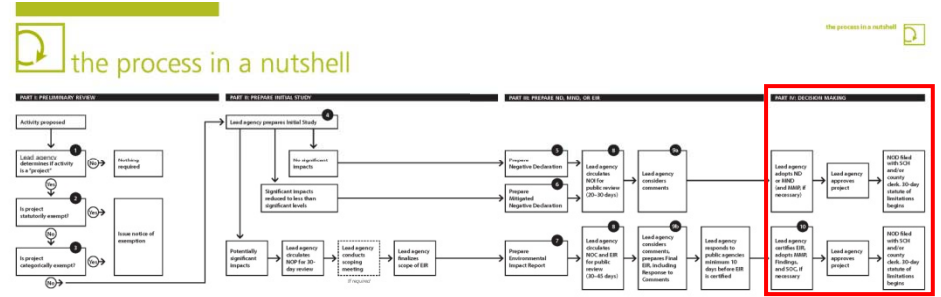 the process in a nutshell
the process in a nutshell
PART I: PRELIMINARY REVIEW
Activity proposed
1
Lead agency
determines if activity
is a "project"
No
Nothing
required
Yes
2
Is project
statutorily exempt?
Yes
No
Issue notice of
exemption
3
Is project
categorically exempt?
Yes
No
PART II: PREPARE INITIAL STUDY
4
Lead agency prepares Initial Study
No significant
impacts
Significant impacts
reduced to less than
significant levels
Potentially
significant
impacts
Lead agency
circulates
NOP for 30-
day review
Lead agency
conducts
scoping
meeting
if required
Lead agency
finalizes
scope of EIR
PART III: PREPARE ND, MND, OR EIR
5
Prepare
Negative Declaration
6
Prepare
Mitigated
Negative Declaration
8
Lead agency
circulates
NOI for
public review
(20–30 days)
9a
Lead agency
considers
comments
7
Prepare
Environmental
Impact Report
8
Lead agency
circulates
NOC and EIR
for public
review
(30–45 days)
9b
Lead agency
considers
comments,
prepares Final
EIR, including
Response to
Comments
Lead agency
responds to
public agencies
minimum 10
days before EIR
is certified
PART IV: DECISION MAKING
Lead agency
adopts ND
or MND
(and MMP, if
necessary)
Lead agency
approves
project
NOD filed
with SCH
and/or
county
clerk. 30-day
statute of
limitations
begins
10
Lead agency
certifies EIR,
adopts MMP,
Findings,
and SOC, if
necessary
Lead agency
approves
project
NOD filed
with SCH
and/or
county
clerk. 30-day
statute of
limitations
begins